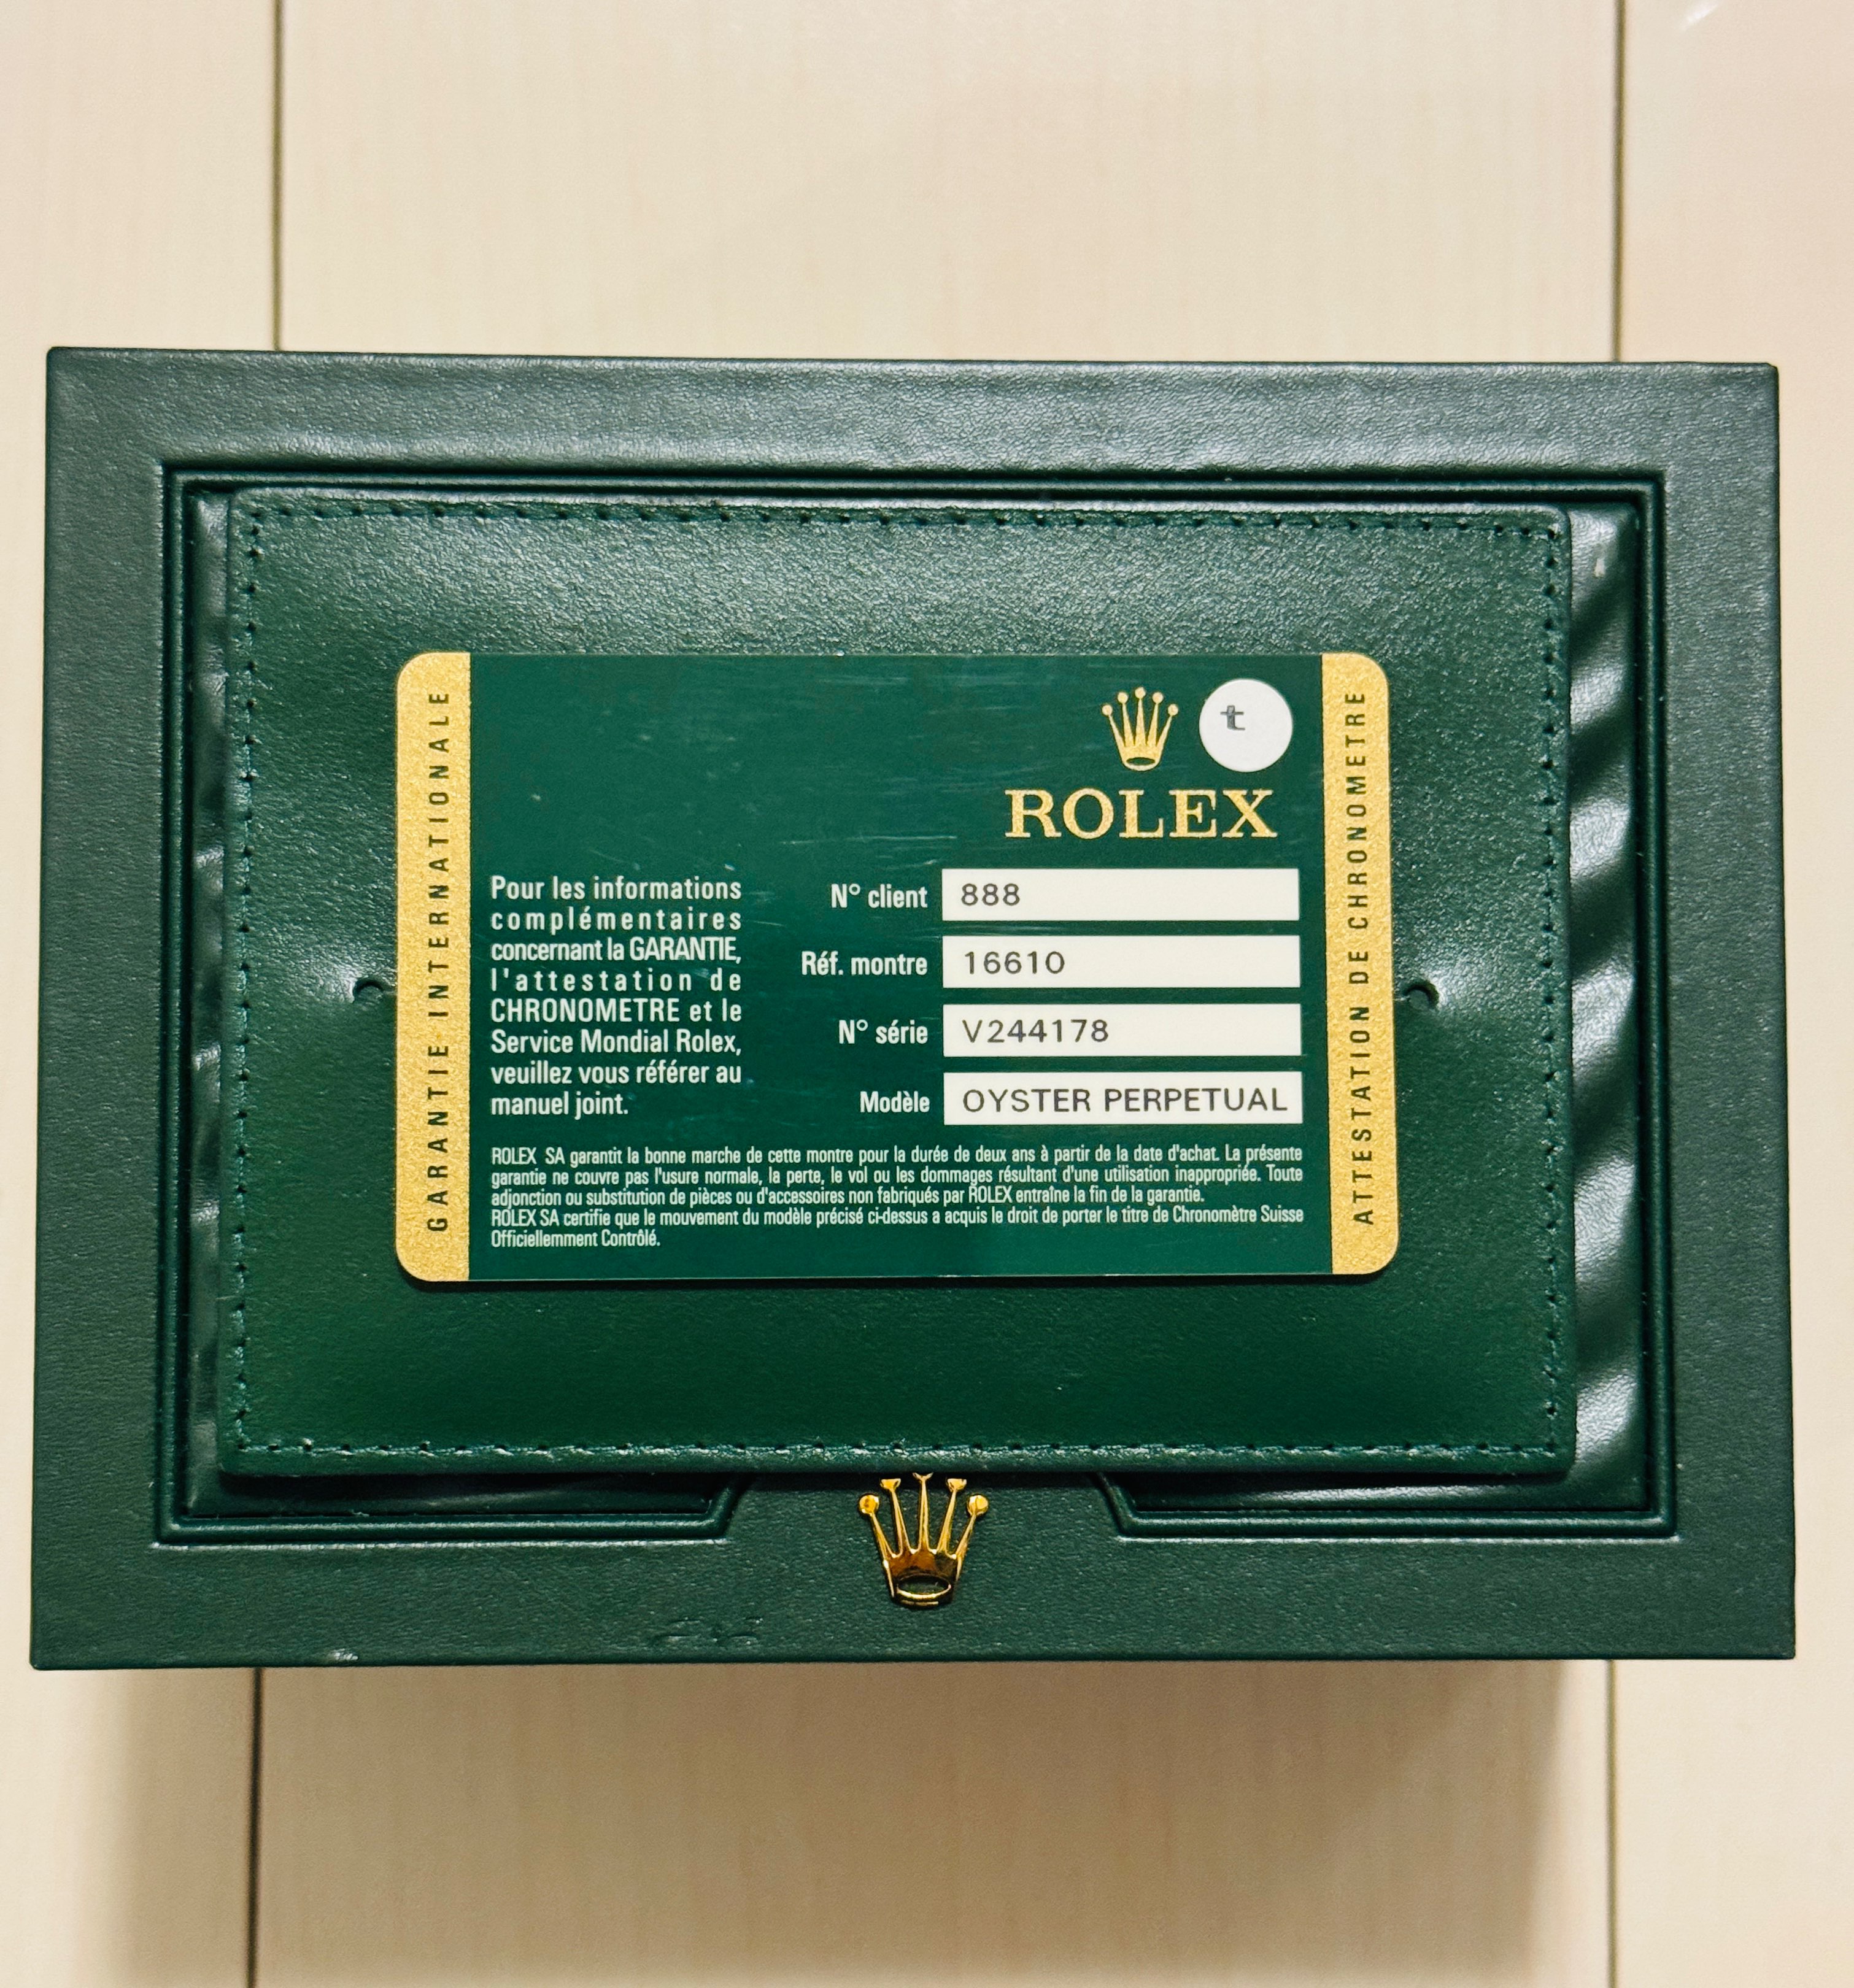 GARANTIE INTERNATIONALE
t
ROLEX
Pour les informations
complémentaires
concernant la GARANTIE,
l'attestation de
CHRONOMETRE et le
Service Mondial Rolex,
veuillez vous référer au
manuel joint.
N° client 888
Réf. montre 16610
N° série V244178
Modèle OYSTER PERPETUAL
ROLEX SA garantit la bonne marche de cette montre pour la durée de deux ans à partir de la date d'achat. La présente
garantie ne couvre pas l'usure normale, la perte, le vol ou les dommages résultant d'une utilisation inappropriée. Toute
adjonction ou substitution de pièces ou d'accessoires non fabriqués par ROLEX entraîne la fin de la garantie.
ROLEX SA certifie que le mouvement du modèle précisé ci-dessus a acquis le droit de porter le titre de Chronomètre Suisse
Officiellemment Contrôlé.
ATTESTATION DE CHRONOMETRE